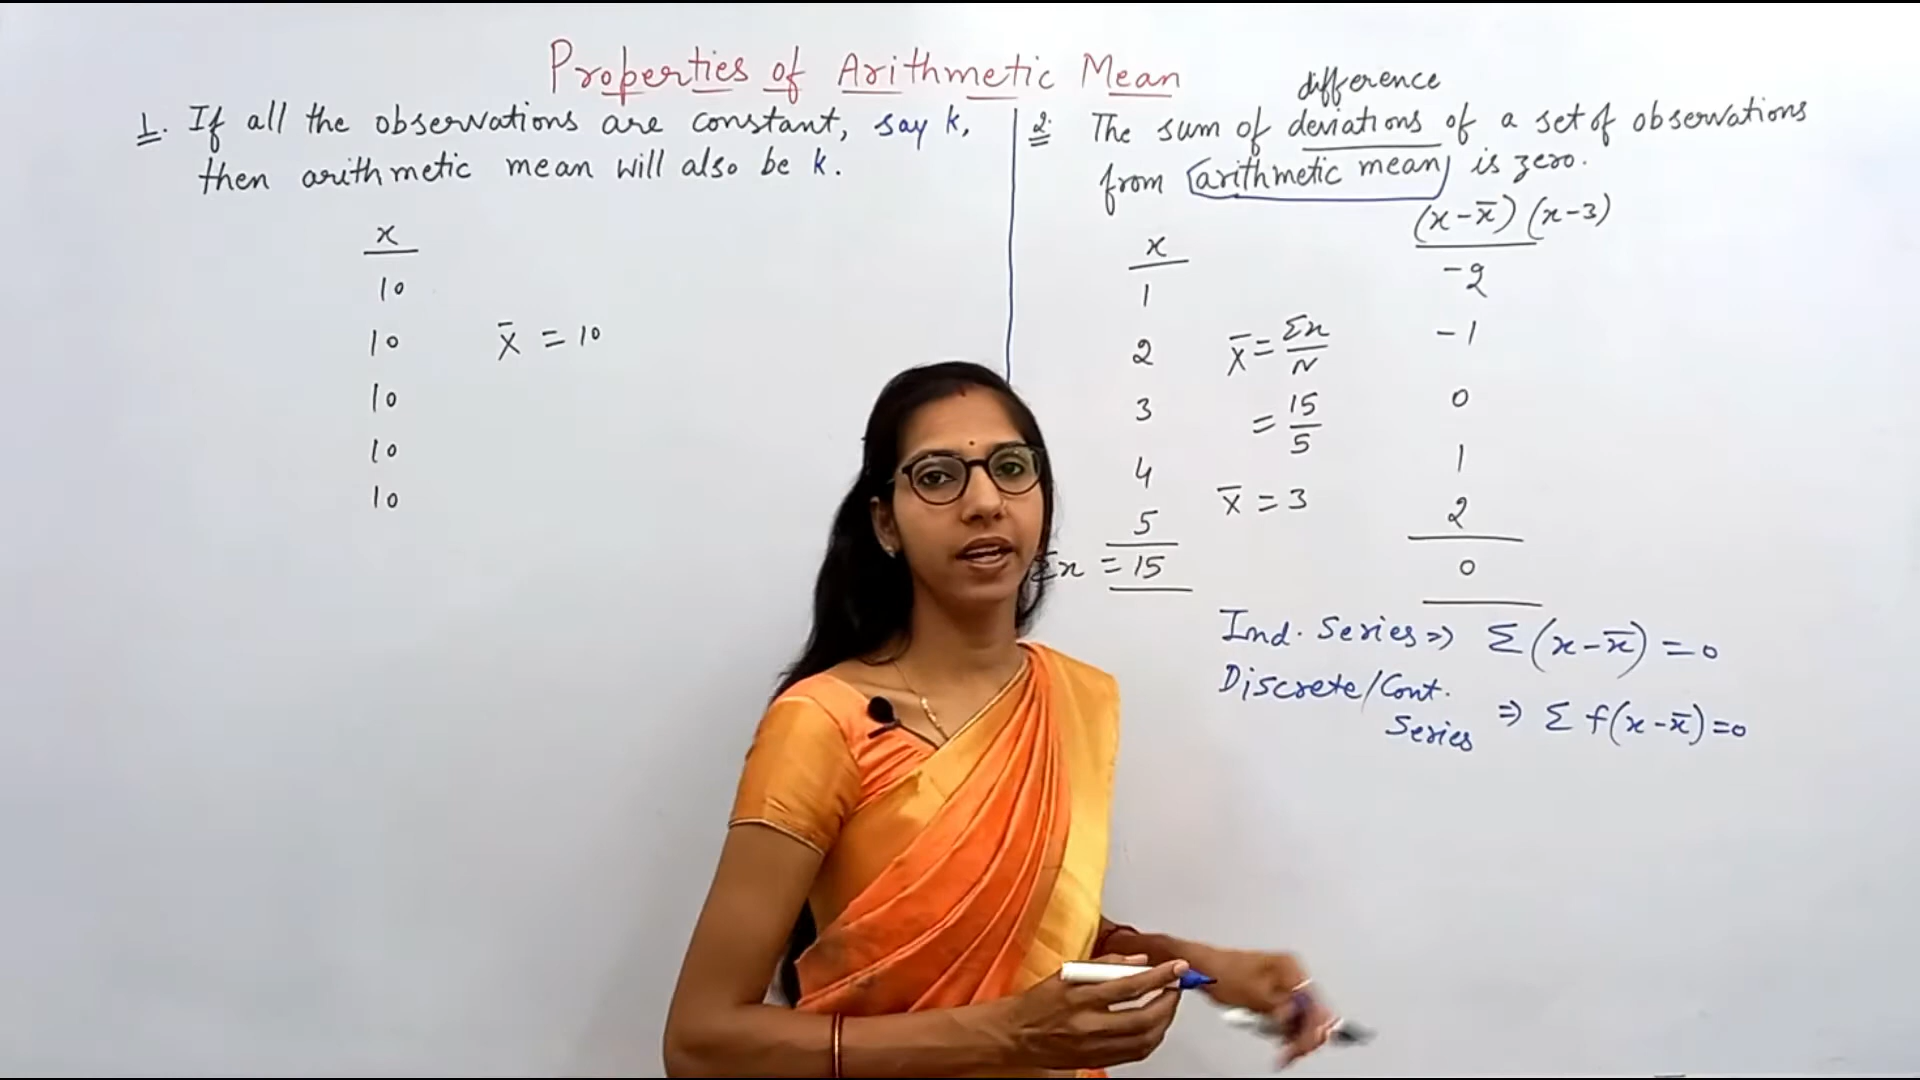 Properties of Arithmetic Mean
1. If all the observations are constant, say k,
then arithmetic mean will also be k.
x
10
10 X̄ = 10
10
10
10
difference
2. The sum of deviations of a set of observations
from arithmetic mean is zero.
(x-x̄) (x-3)
x
1 -2
2 X̄ = Σx/N -1
3 = 15/5 0
4 1
5 X̄ = 3 2
Σx = 15 0
Ind. Series ⇒ Σ(x-x̄) = 0
Discrete/Cont.
Series ⇒ Σf(x-x̄)=0